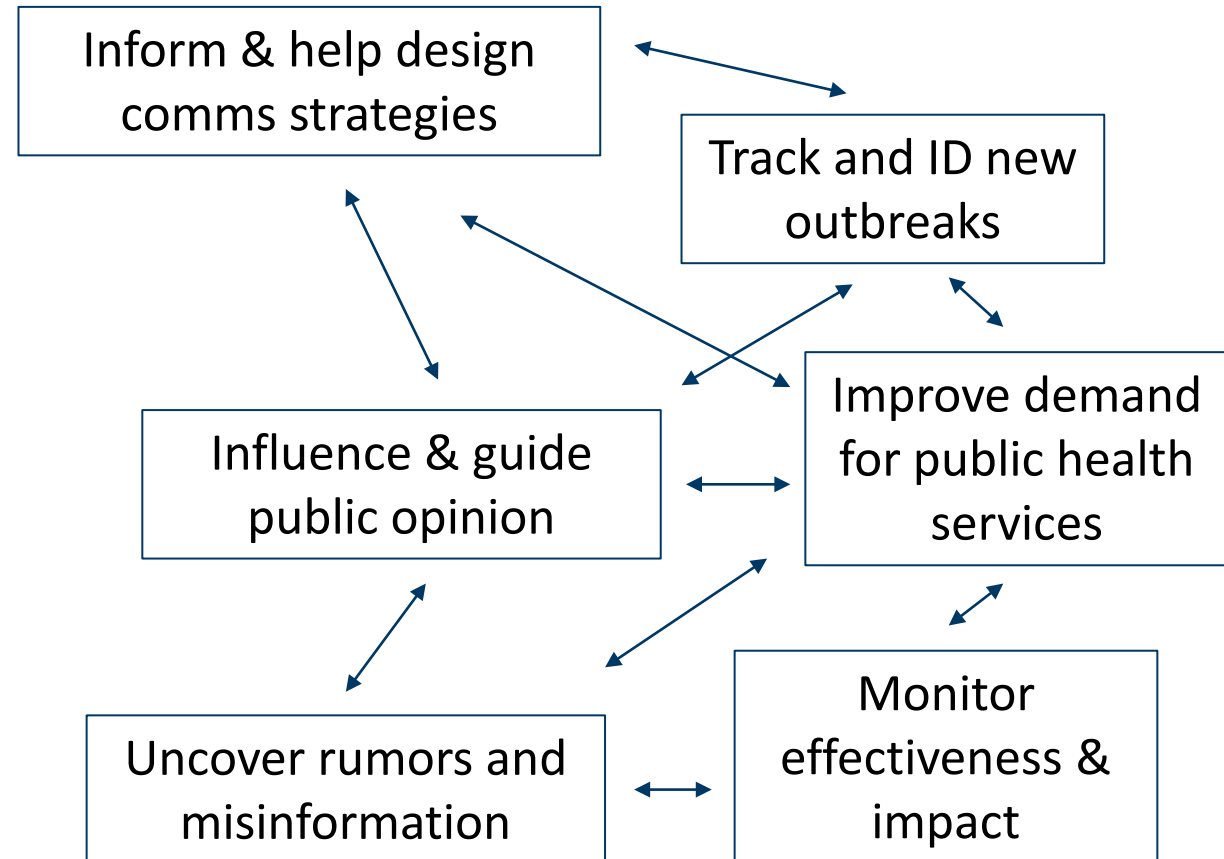 Inform & help design
comms strategies
Track and ID new
outbreaks
Improve demand
for public health
services
Influence & guide
public opinion
Monitor
effectiveness &
impact
Uncover rumors and
misinformation